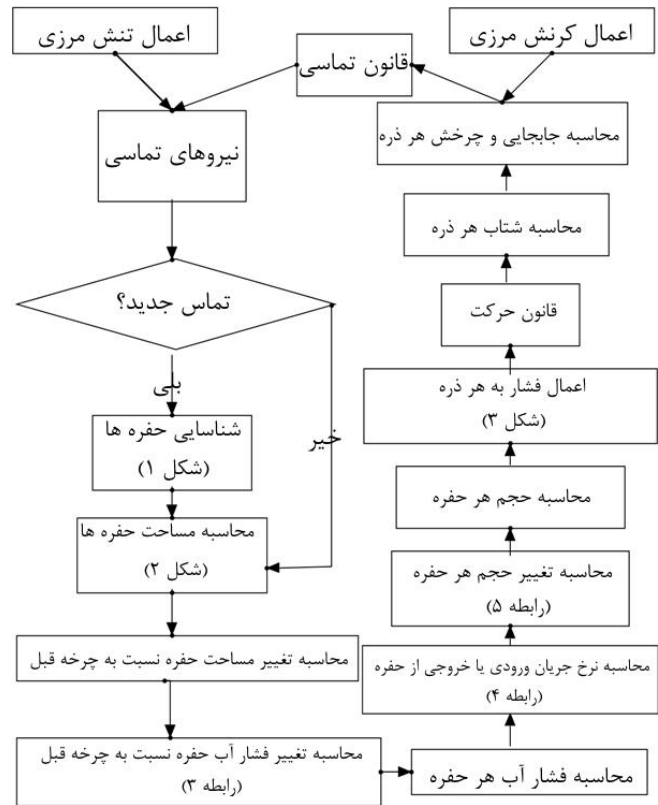 اعمال تنش مرزی
قانون تماسی
اعمال کرنش مرزی
نیروهای تماسی
تماس جدید؟
بلی
خیر
شناسایی حفره ها
(شکل ۱)
محاسبه مساحت حفره ها
(شکل ۲)
محاسبه تغییر مساحت حفره نسبت به چرخه قبل
محاسبه تغییر فشار آب حفره نسبت به چرخه قبل
(رابطه ۳)
محاسبه فشار آب هر حفره
محاسبه نرخ جریان ورودی یا خروجی از حفره
(رابطه ۴)
محاسبه تغییر حجم هر حفره
(رابطه ۵)
محاسبه حجم هر حفره
اعمال فشار به هر ذره
(شکل ۳)
قانون حرکت
محاسبه شتاب هر ذره
محاسبه جابجایی و چرخش هر ذره